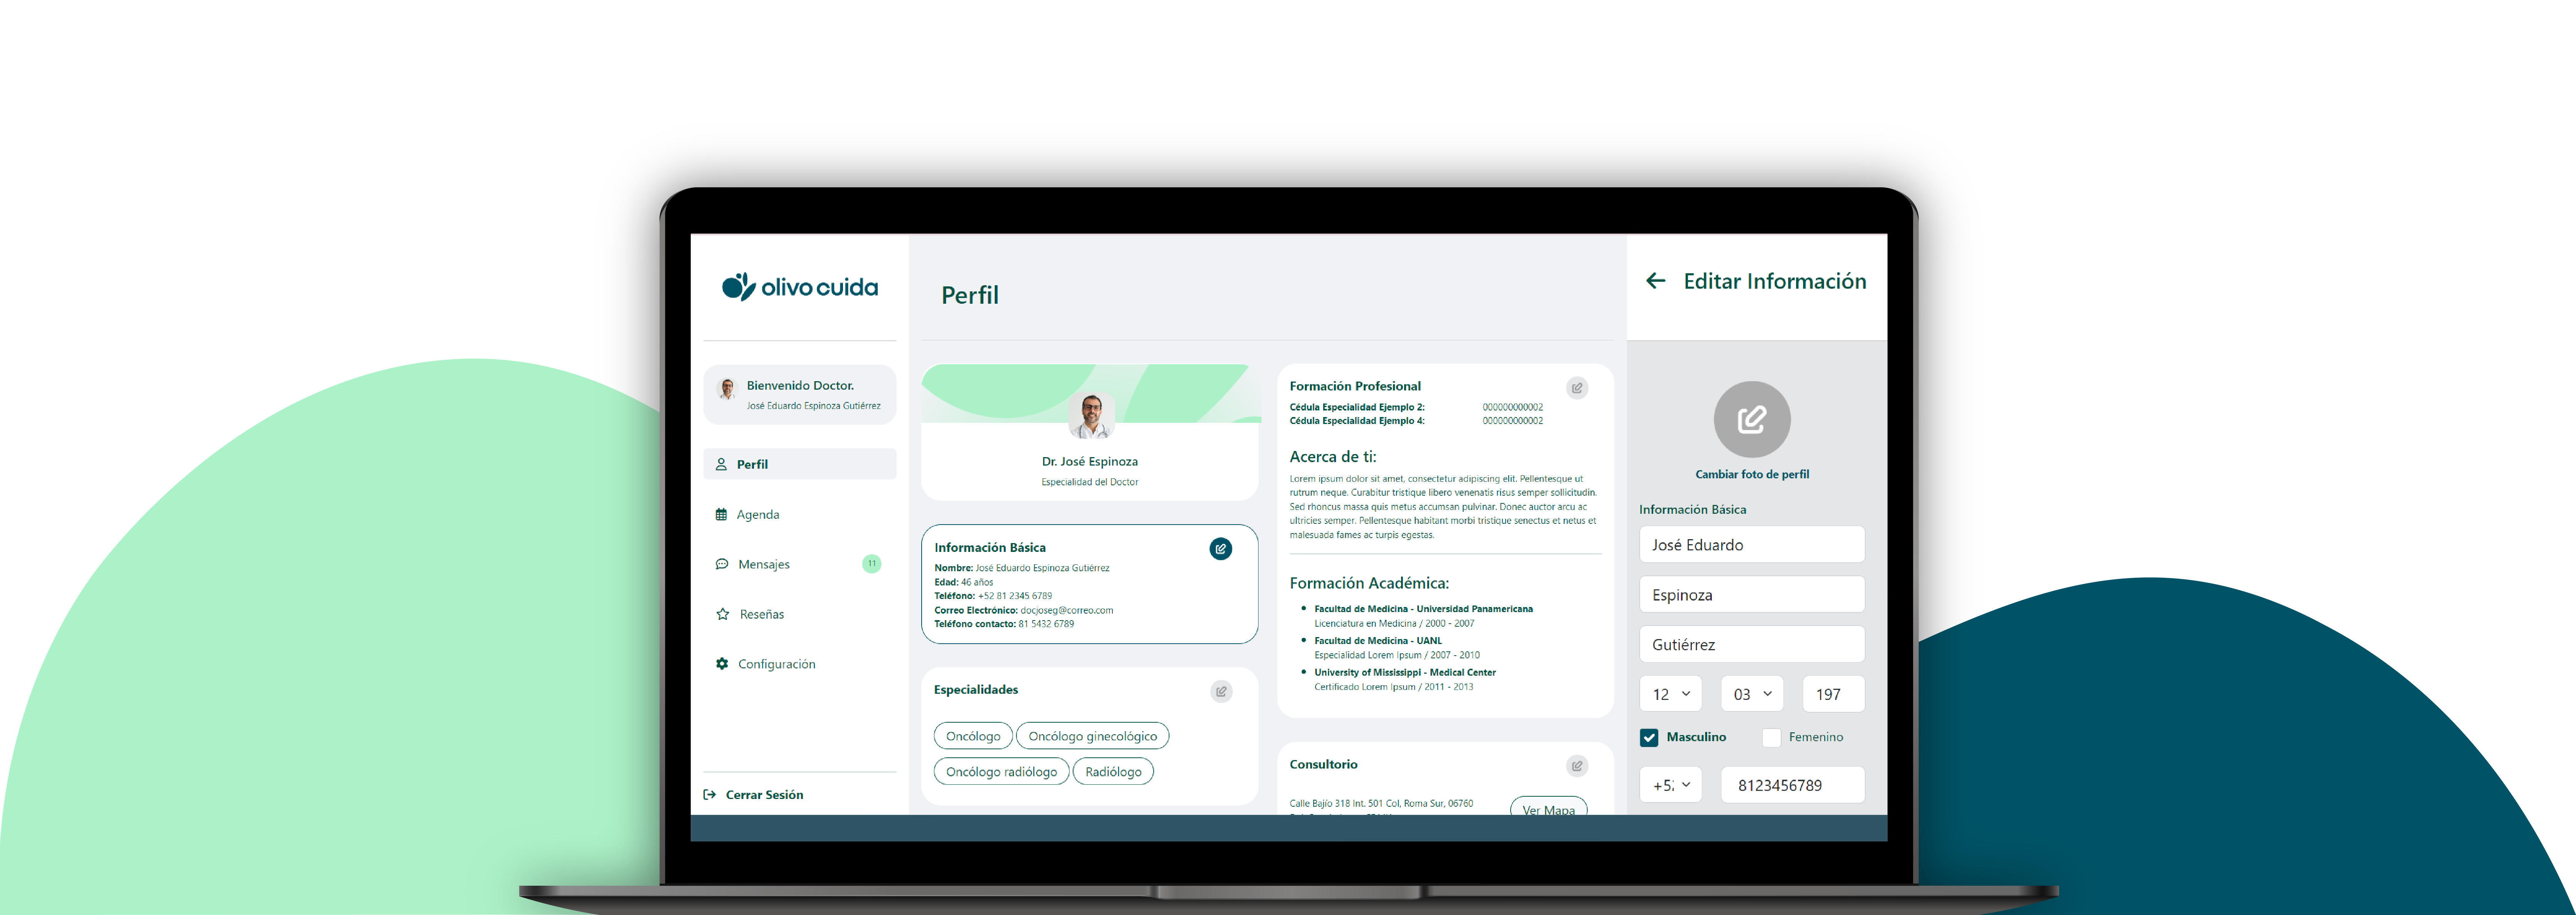 olivo cuida
Bienvenido Doctor.
José Eduardo Espinoza Gutiérrez
Perfil
Agenda
Mensajes 11
Reseñas
Configuración
Cerrar Sesión
Perfil
Dr. José Espinoza
Especialidad del Doctor
Información Básica
Nombre: José Eduardo Espinoza Gutiérrez
Edad: 46 años
Teléfono: +52 81 2345 6789
Correo Electrónico: docjoseg@correo.com
Teléfono contacto: 81 5432 6789
Especialidades
Oncólogo Oncólogo ginecológico
Oncólogo radiólogo Radiólogo
Formación Profesional
Cédula Especialidad Ejemplo 2: 000000000002
Cédula Especialidad Ejemplo 4: 000000000002
Acerca de ti:
Lorem ipsum dolor sit amet, consectetur adipiscing elit. Pellentesque ut
rutrum neque. Curabitur tristique libero venenatis risus semper sollicitudin.
Sed rhoncus massa quis metus accumsan pulvinar. Donec auctor arcu ac
ultricies semper. Pellentesque habitant morbi tristique senectus et netus et
malesuada fames ac turpis egestas.
Formación Académica:
• Facultad de Medicina - Universidad Panamericana
Licenciatura en Medicina / 2000 - 2007
• Facultad de Medicina - UANL
Especialidad Lorem Ipsum / 2007 - 2010
• University of Mississippi - Medical Center
Certificado Lorem Ipsum / 2011 - 2013
Consultorio
Calle Bajío 318 Int. 501 Col, Roma Sur, 06760
Ver Mapa
Editar Información
Cambiar foto de perfil
Información Básica
José Eduardo
Espinoza
Gutiérrez
12 03 197
Masculino Femenino
+52 8123456789